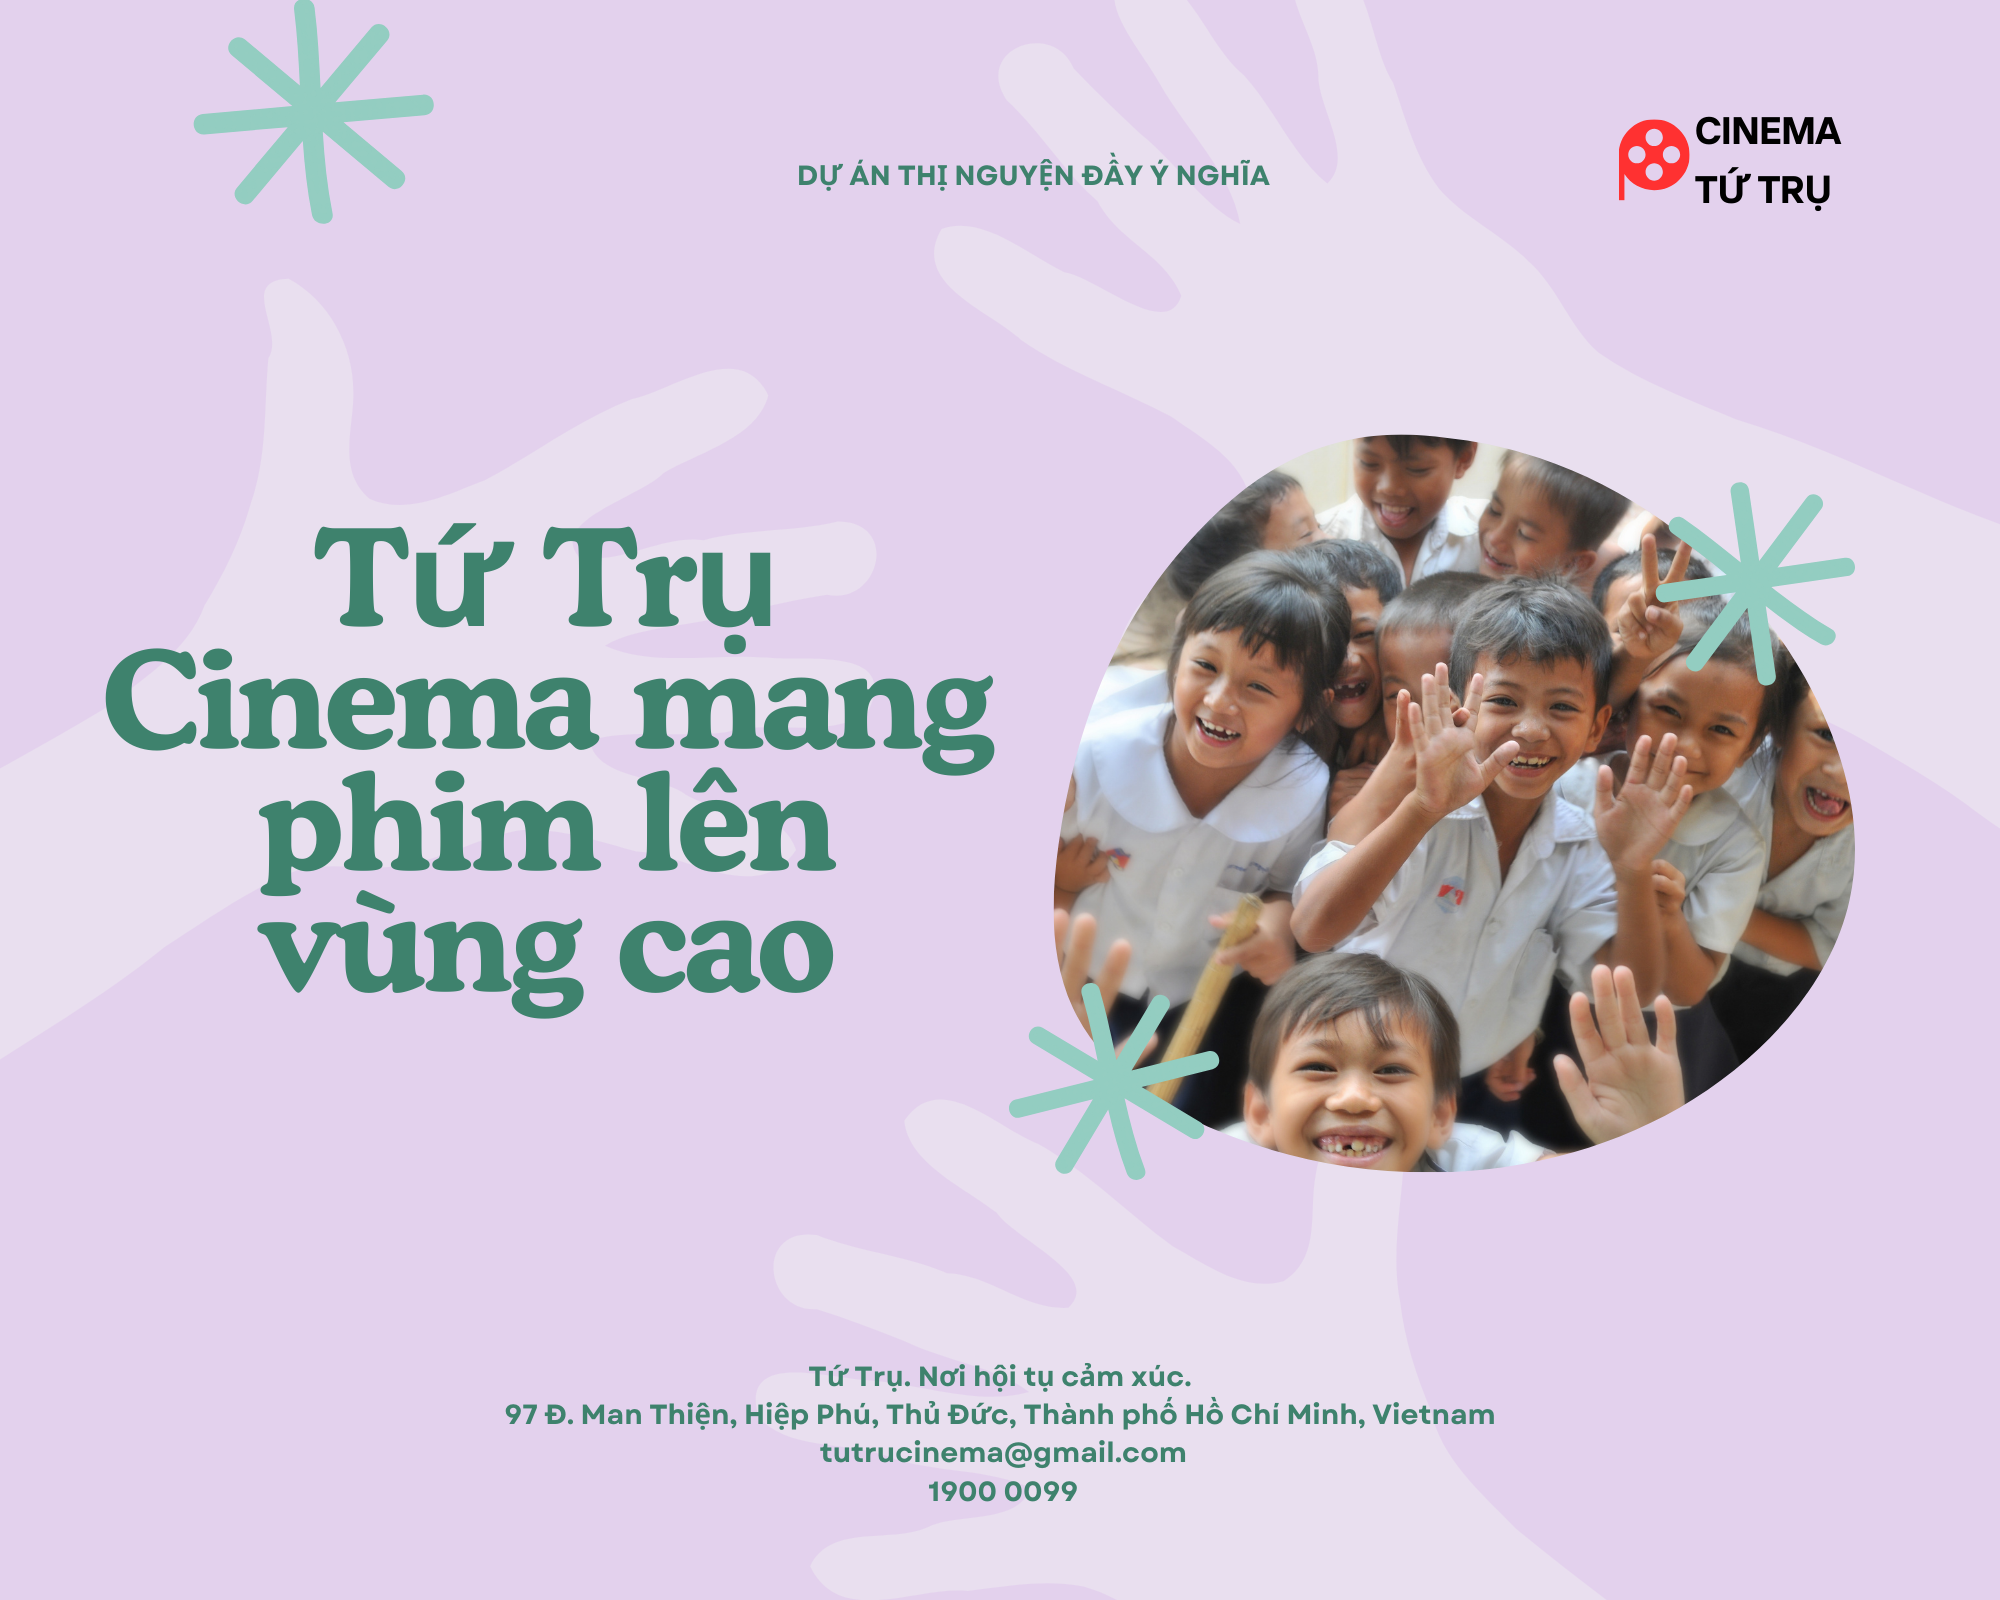 DỰ ÁN THỊ NGUYỆN ĐẦY Ý NGHĨA
CINEMA
TỨ TRỤ
Tứ Trụ
Cinema mang
phim lên
vùng cao
Tứ Trụ. Nơi hội tụ cảm xúc.
97 Đ. Man Thiện, Hiệp Phú, Thủ Đức, Thành phố Hồ Chí Minh, Vietnam
tutrucinema@gmail.com
1900 0099